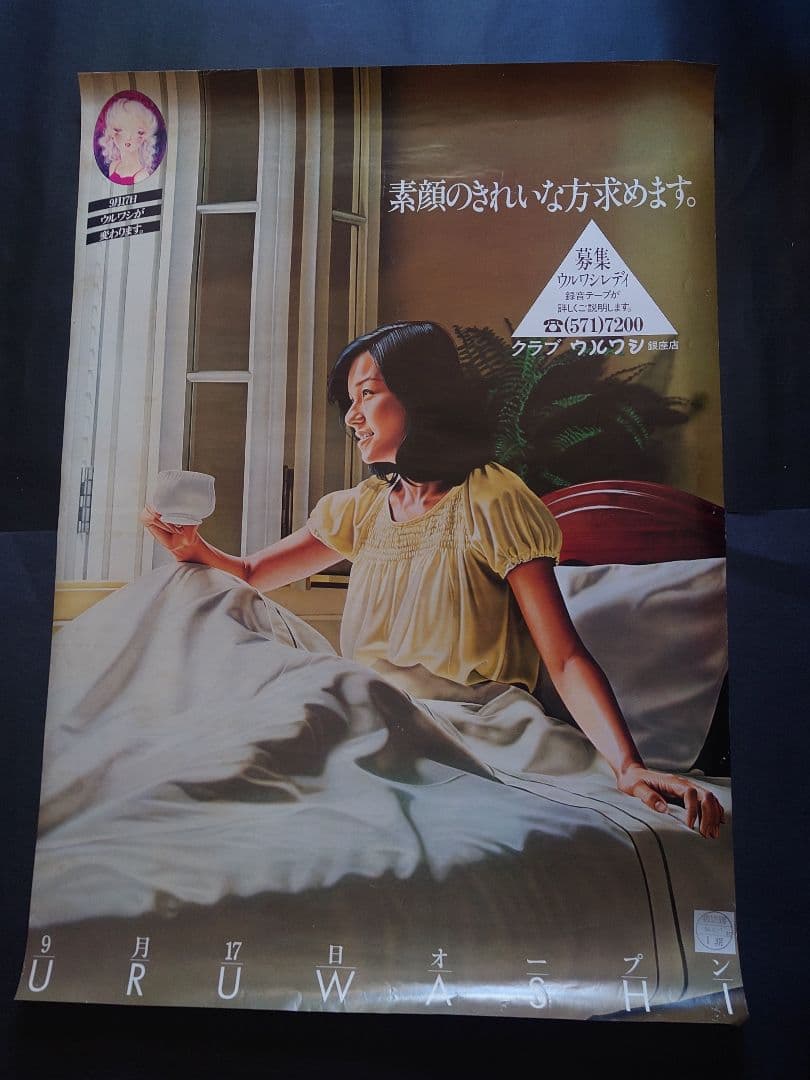 9月17日
ウルワシが
変わります。
素顔のきれいな方求めます。
募集
ウルワシレディ
録音テープが
詳しくご説明します。
☎(571)7200
クラブ ウルワシ 銀座店
9月17日オープン
URUWASHI